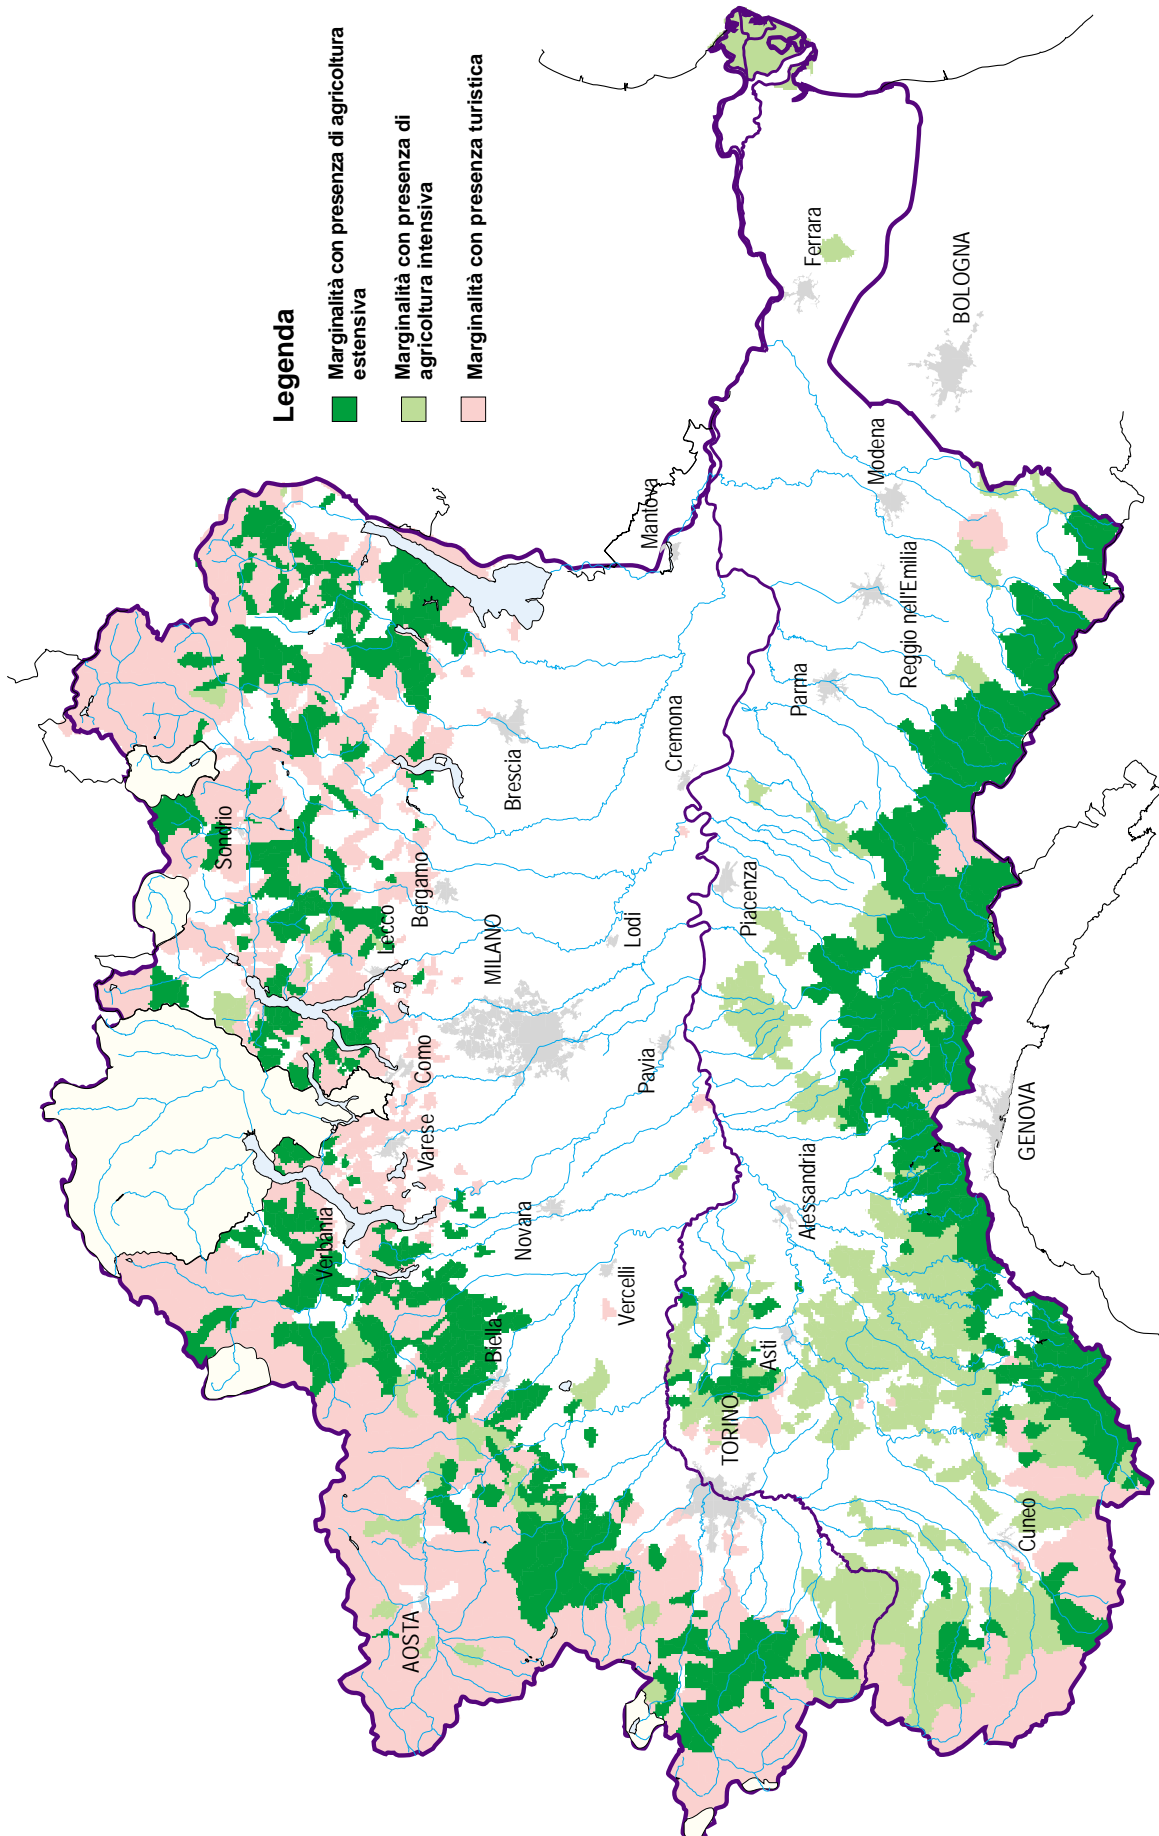 Legenda
Marginalità con presenza di agricoltura
estensiva
Marginalità con presenza di
agricoltura intensiva
Marginalità con presenza turistica
Sondrio
Verbania
Lecco
Bergamo
Como
Varese
Biella
AOSTA
MILANO
Brescia
Novara
Vercelli
Lodi
Pavia
Mantova
Cremona
TORINO
Asti
Alessandria
Piacenza
Parma
Reggio nell'Emilia
Modena
Ferrara
BOLOGNA
GENOVA
Cuneo